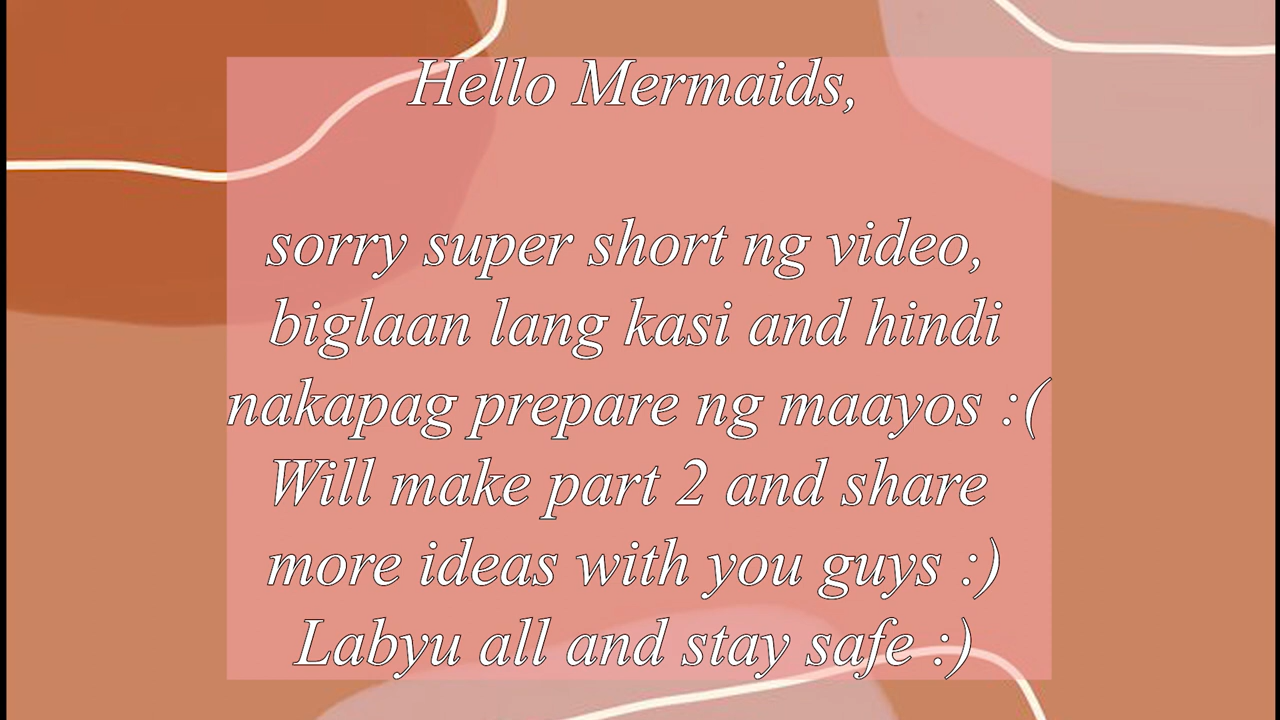 Hello Mermaids,
sorry super short ng video,
biglaan lang kasi and hindi
nakapag prepare ng maayos :(
Will make part 2 and share
more ideas with you guys :)
Labyu all and stay safe :)